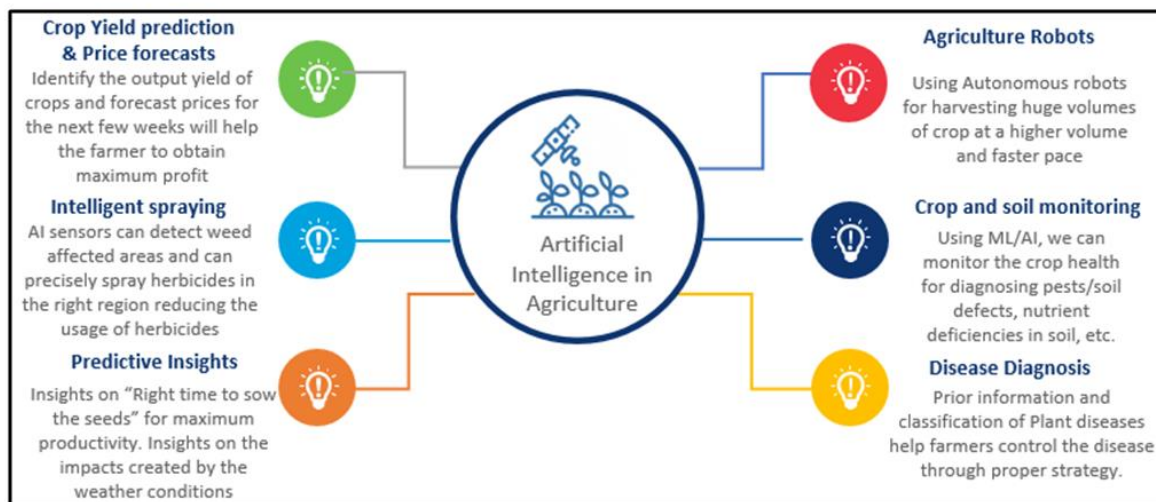 Crop Yield prediction
& Price forecasts
Identify the output yield of
crops and forecast prices for
the next few weeks will help
the farmer to obtain
maximum profit
Intelligent spraying
AI sensors can detect weed
affected areas and can
precisely spray herbicides in
the right region reducing the
usage of herbicides
Predictive Insights
Insights on “Right time to sow
the seeds” for maximum
productivity. Insights on the
impacts created by the
weather conditions
Artificial
Intelligence in
Agriculture
Agriculture Robots
Using Autonomous robots
for harvesting huge volumes
of crop at a higher volume
and faster pace
Crop and soil monitoring
Using ML/AI, we can
monitor the crop health
for diagnosing pests/soil
defects, nutrient
deficiencies in soil, etc.
Disease Diagnosis
Prior information and
classification of Plant diseases
help farmers control the disease
through proper strategy.